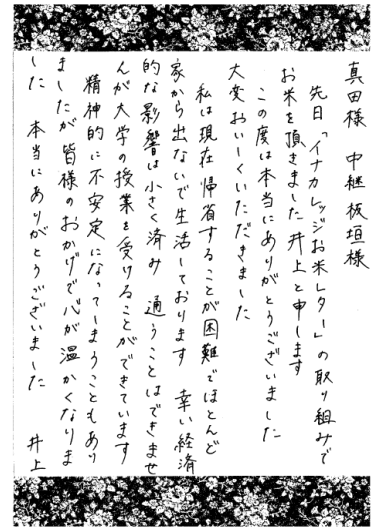 真田様　中継　板垣様
先日「イナカレッジお米レター」の取り組みで
お米を頂きました井上と申します
この度は本当にありがとうございました
大変おいしくいただきました
私は現在帰省することが困難でほとんど
家から出ないで生活しております　幸い経済
的な影響は小さく済み　通うことはできませ
んが大学の授業を受けることができています
精神的に不安定になってしまうこともあり
ましたが皆様のおかげで心が温かくなりま
した　本当にありがとうございました　井上